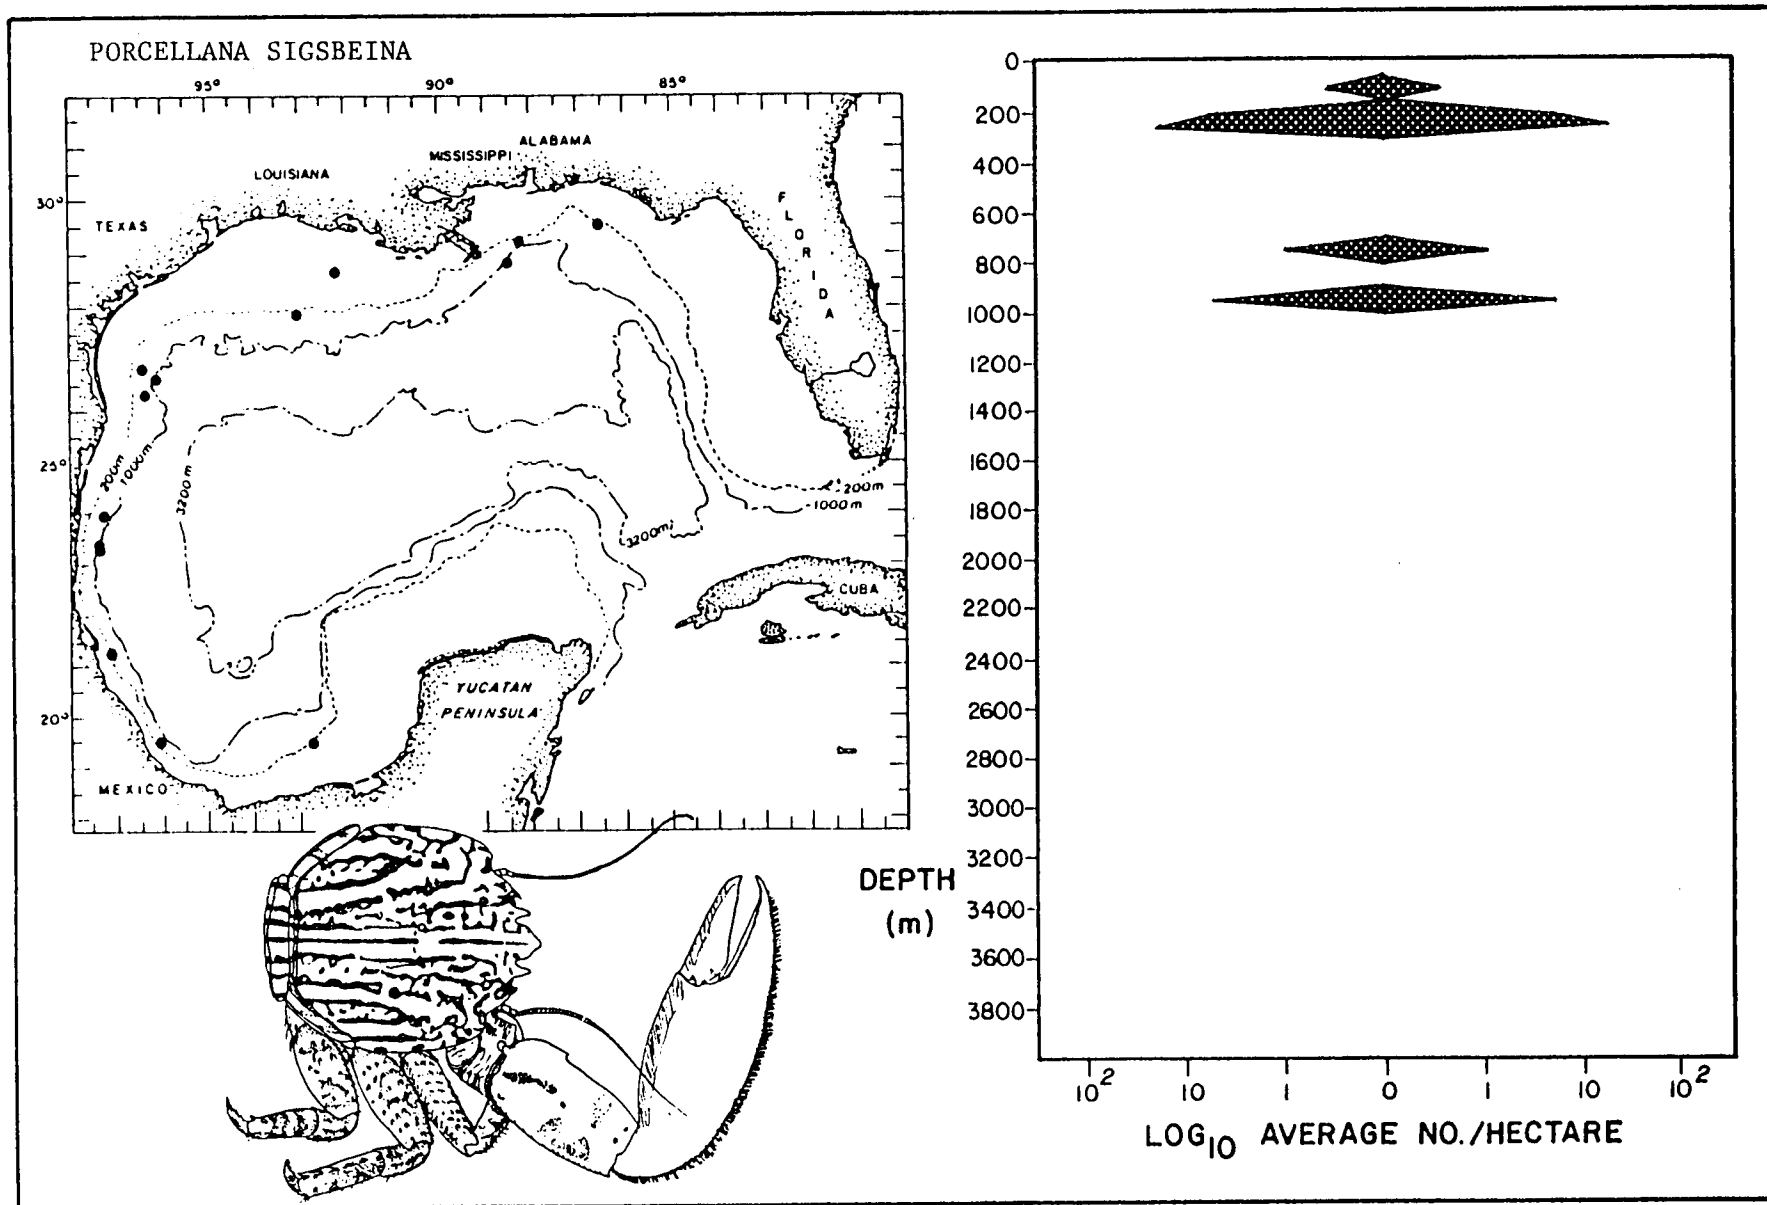 PORCELLANA SIGSBEINA
95° 90° 85°
ALABAMA
MISSISSIPPI
LOUISIANA
30°
TEXAS
FLORIDA
25°
200m
1000m
3200m
200m
1000m
3200m
CUBA
YUCATAN
PENINSULA
20°
MEXICO
0
200
400
600
800
1000
1200
1400
1600
1800
2000
2200
2400
2600
2800
3000
3200
3400
3600
3800
DEPTH
(m)
10² 10 1 0 1 10 10²
LOG₁₀ AVERAGE NO./HECTARE